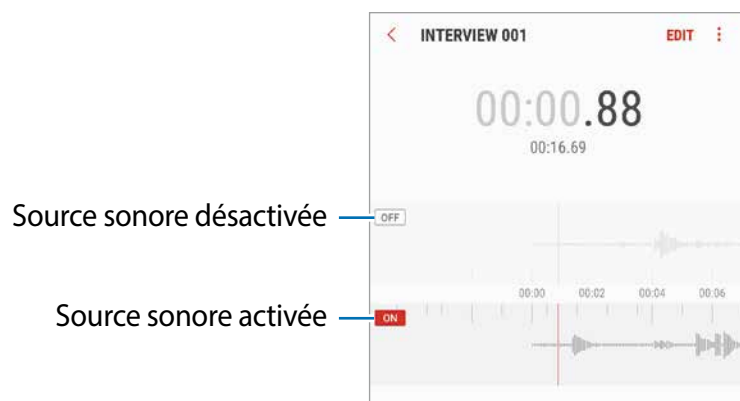 INTERVIEW 001 EDIT
00:00.88
00:16.69
Source sonore désactivée
OFF
00:00 00:02 00:04 00:06
Source sonore activée
ON